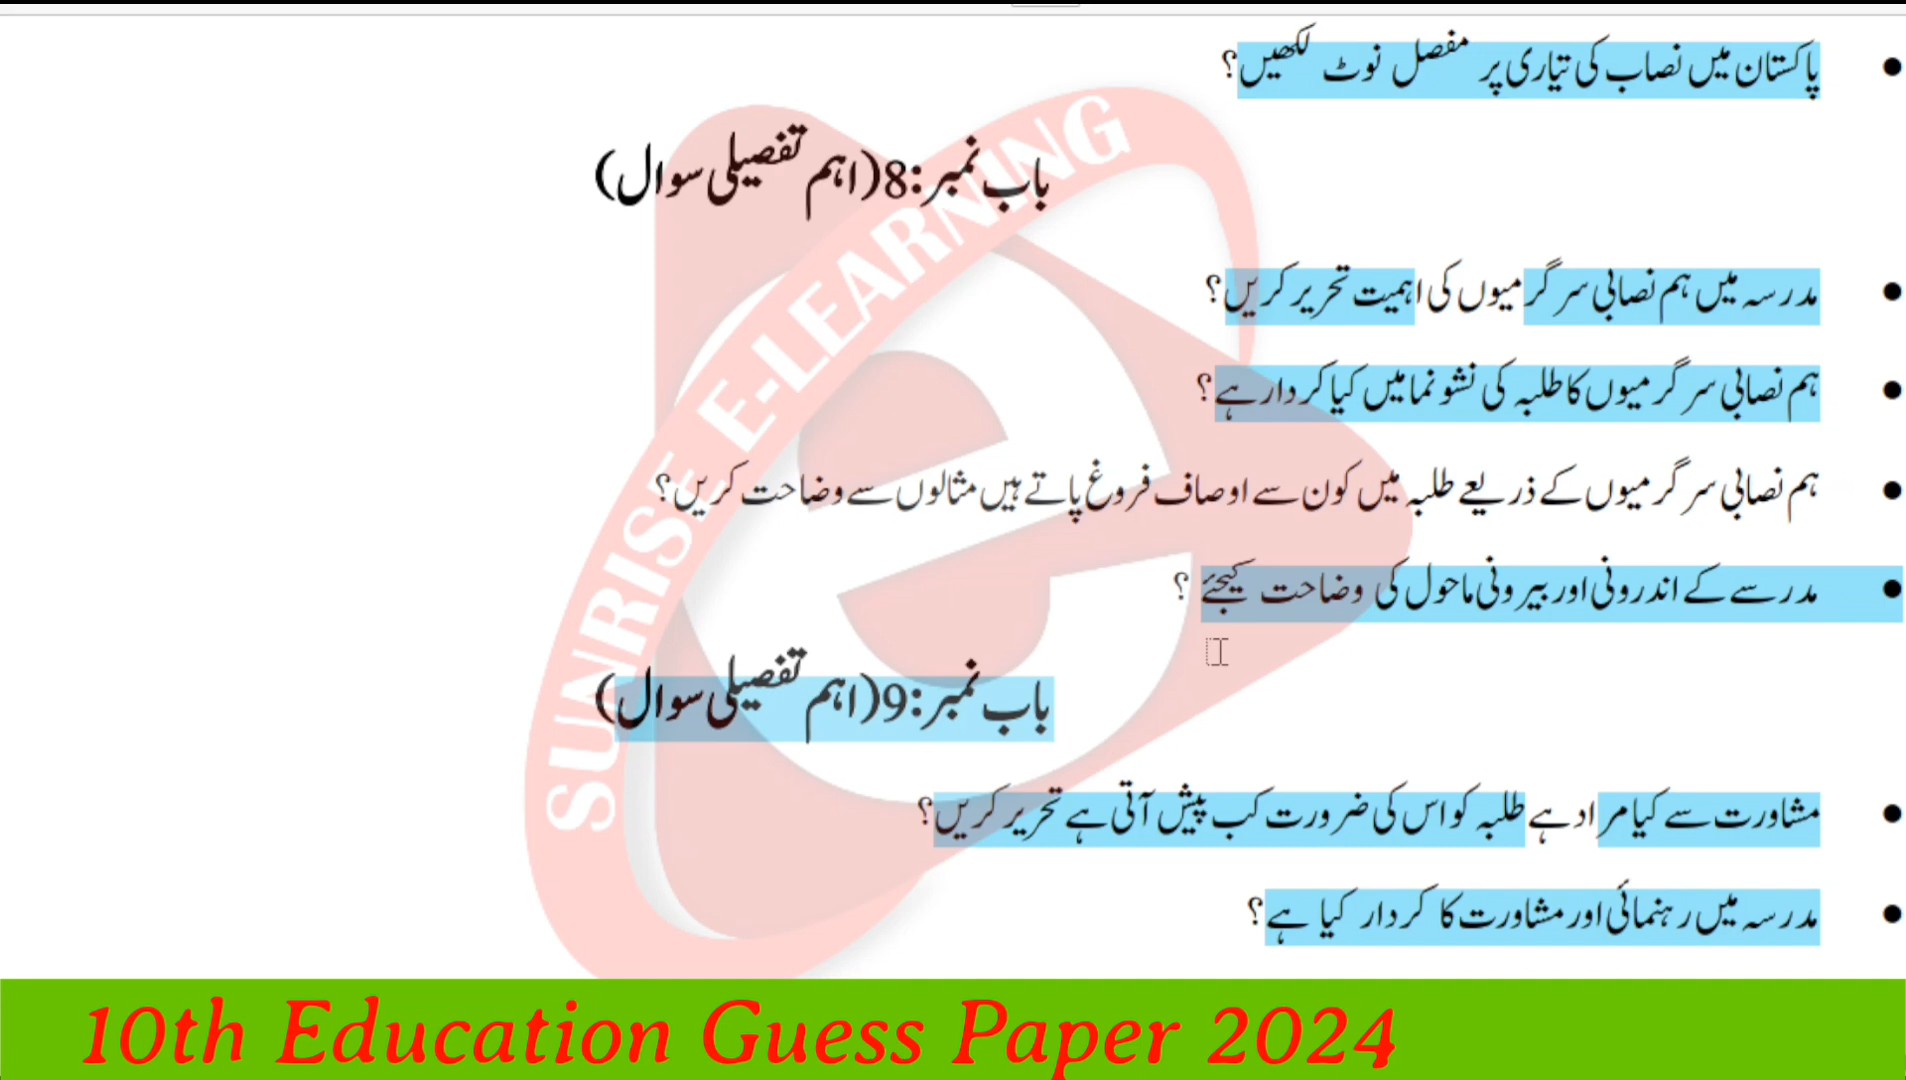 پاکستان میں نصاب کی تیاری پر مفصل نوٹ لکھیں؟
باب نمبر:8(اہم تفصیلی سوال)
مدرسہ میں ہم نصابی سرگرمیوں کی اہمیت تحریر کریں؟
ہم نصابی سرگرمیوں کا طلبہ کی نشونما میں کیا کردار ہے؟
ہم نصابی سرگرمیوں کے ذریعے طلبہ میں کون سے اوصاف فروغ پاتے ہیں مثالوں سے وضاحت کریں؟
مدرسے کے اندرونی اور بیرونی ماحول کی وضاحت کیجئے ؟
باب نمبر:9(اہم تفصیلی سوال)
مشاورت سے کیا مراد ہے طلبہ کو اس کی ضرورت کب پیش آتی ہے تحریر کریں؟
مدرسہ میں رہنمائی اور مشاورت کا کردار کیا ہے؟
SUNRISE E-LEARNING
10th Education Guess Paper 2024